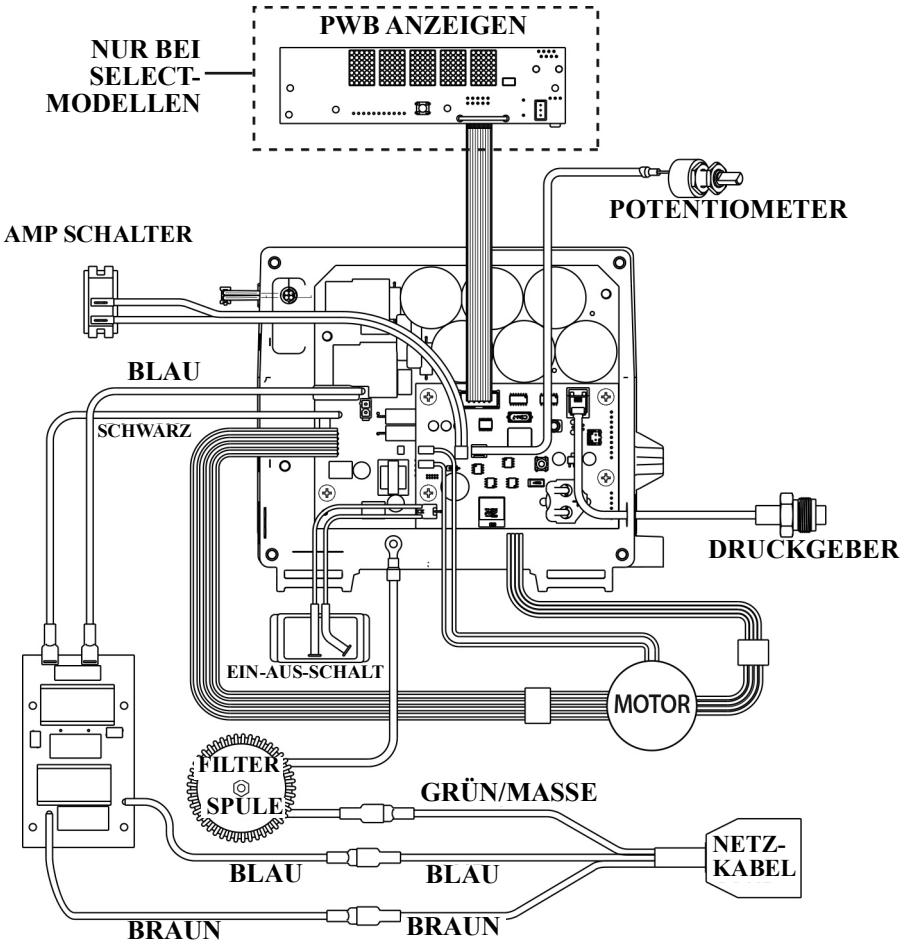 PWB ANZEIGEN
NUR BEI
SELECT-
MODELLEN
POTENTIOMETER
AMP SCHALTER
BLAU
SCHWARZ
DRUCKGEBER
EIN-AUS-SCHALT
MOTOR
FILTER
SPULE
GRÜN/MASSE
NETZ-
KABEL
BLAU
BLAU
BRAUN
BRAUN